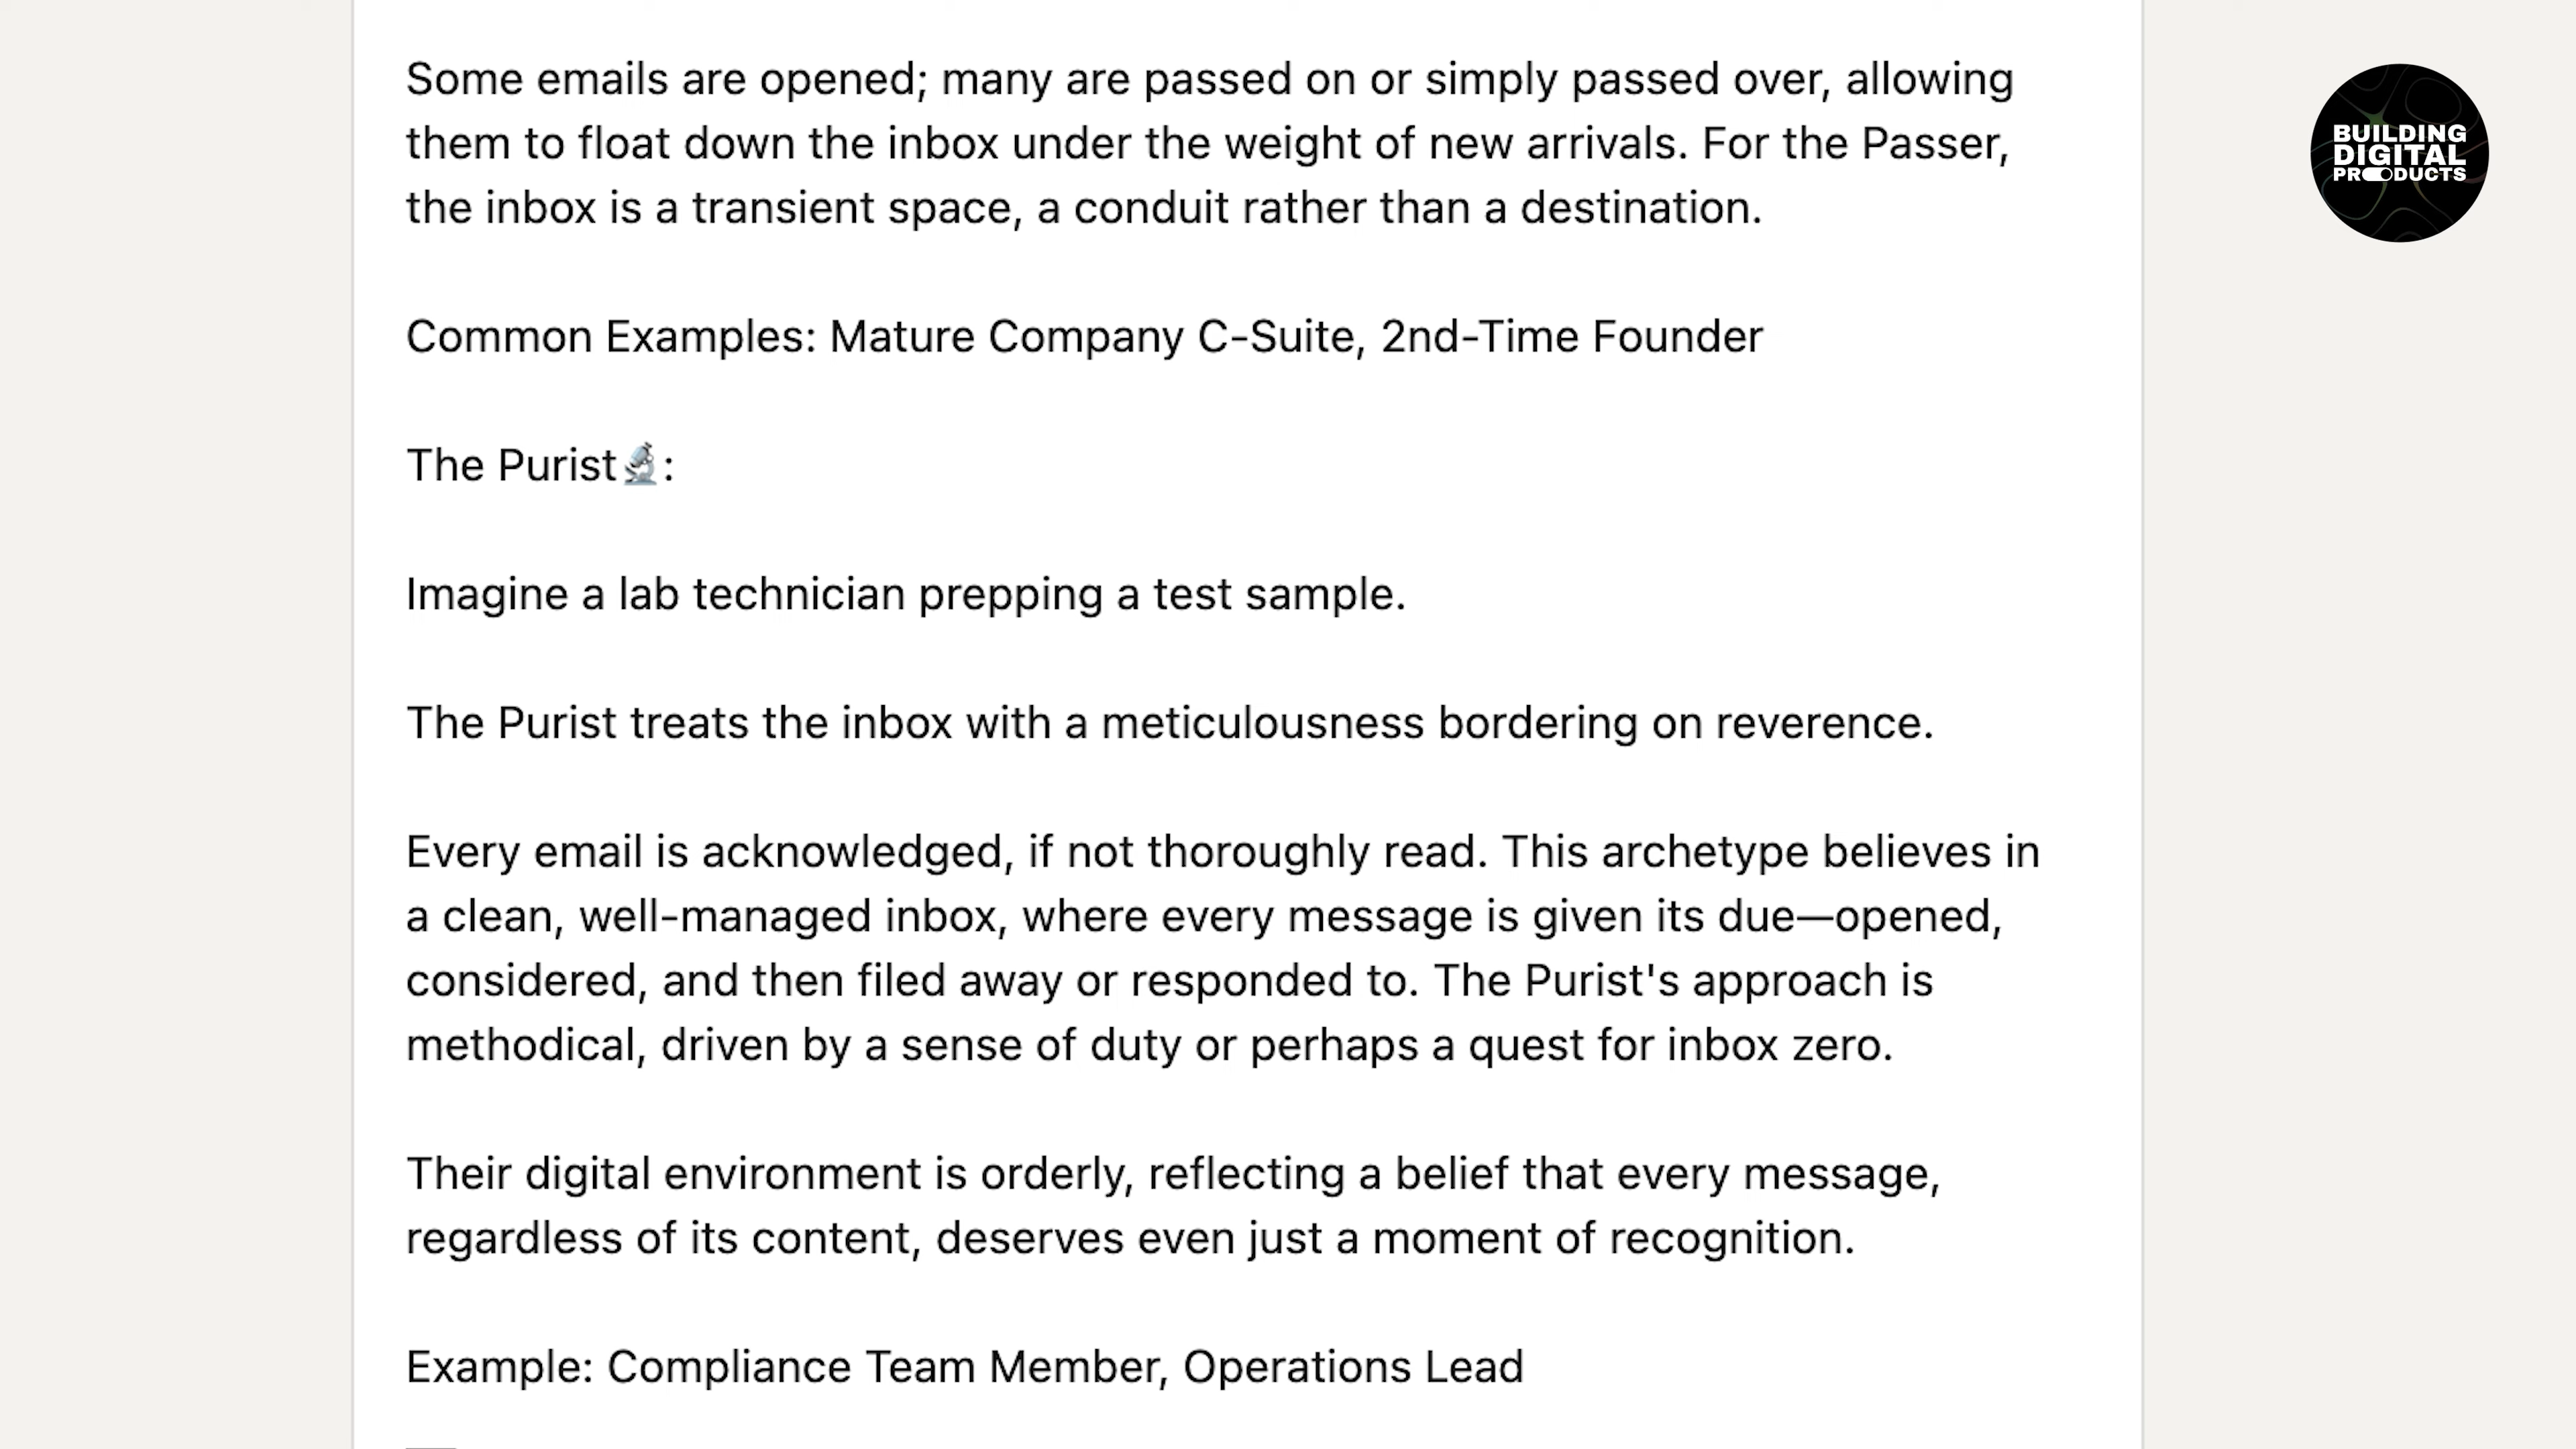 Some emails are opened; many are passed on or simply passed over, allowing
them to float down the inbox under the weight of new arrivals. For the Passer,
the inbox is a transient space, a conduit rather than a destination.
Common Examples: Mature Company C-Suite, 2nd-Time Founder
The Purist🔬:
Imagine a lab technician prepping a test sample.
The Purist treats the inbox with a meticulousness bordering on reverence.
Every email is acknowledged, if not thoroughly read. This archetype believes in
a clean, well-managed inbox, where every message is given its due—opened,
considered, and then filed away or responded to. The Purist's approach is
methodical, driven by a sense of duty or perhaps a quest for inbox zero.
Their digital environment is orderly, reflecting a belief that every message,
regardless of its content, deserves even just a moment of recognition.
Example: Compliance Team Member, Operations Lead
BUILDING
DIGITAL
PRODUCTS